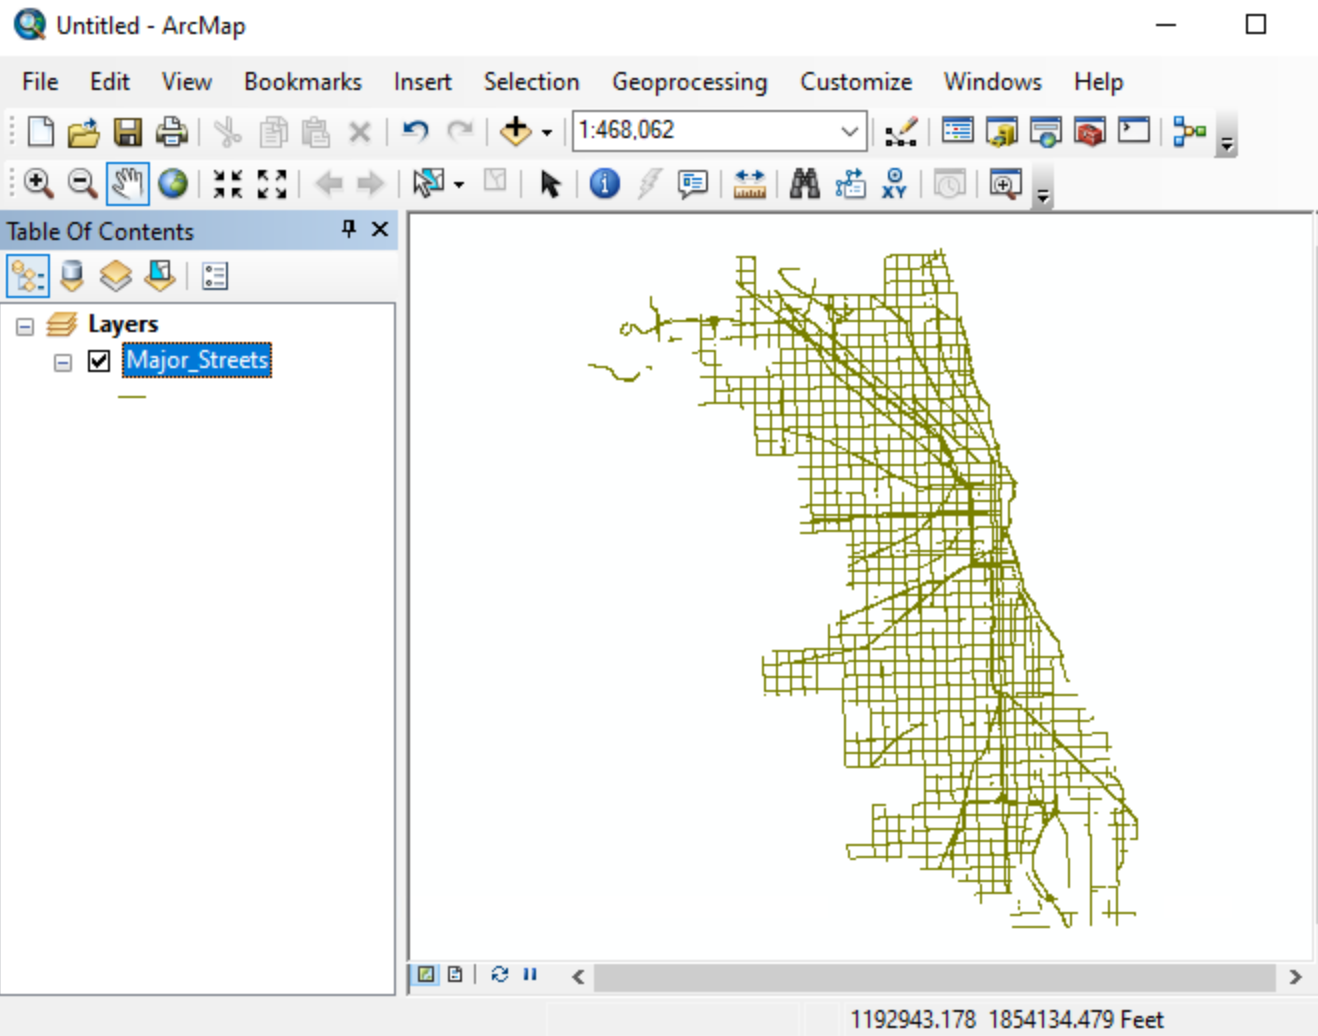 Untitled - ArcMap
File Edit View Bookmarks Insert Selection Geoprocessing Customize Windows Help
1:468,062
XY
Table Of Contents
Layers
Major_Streets
1192943.178 1854134.479 Feet